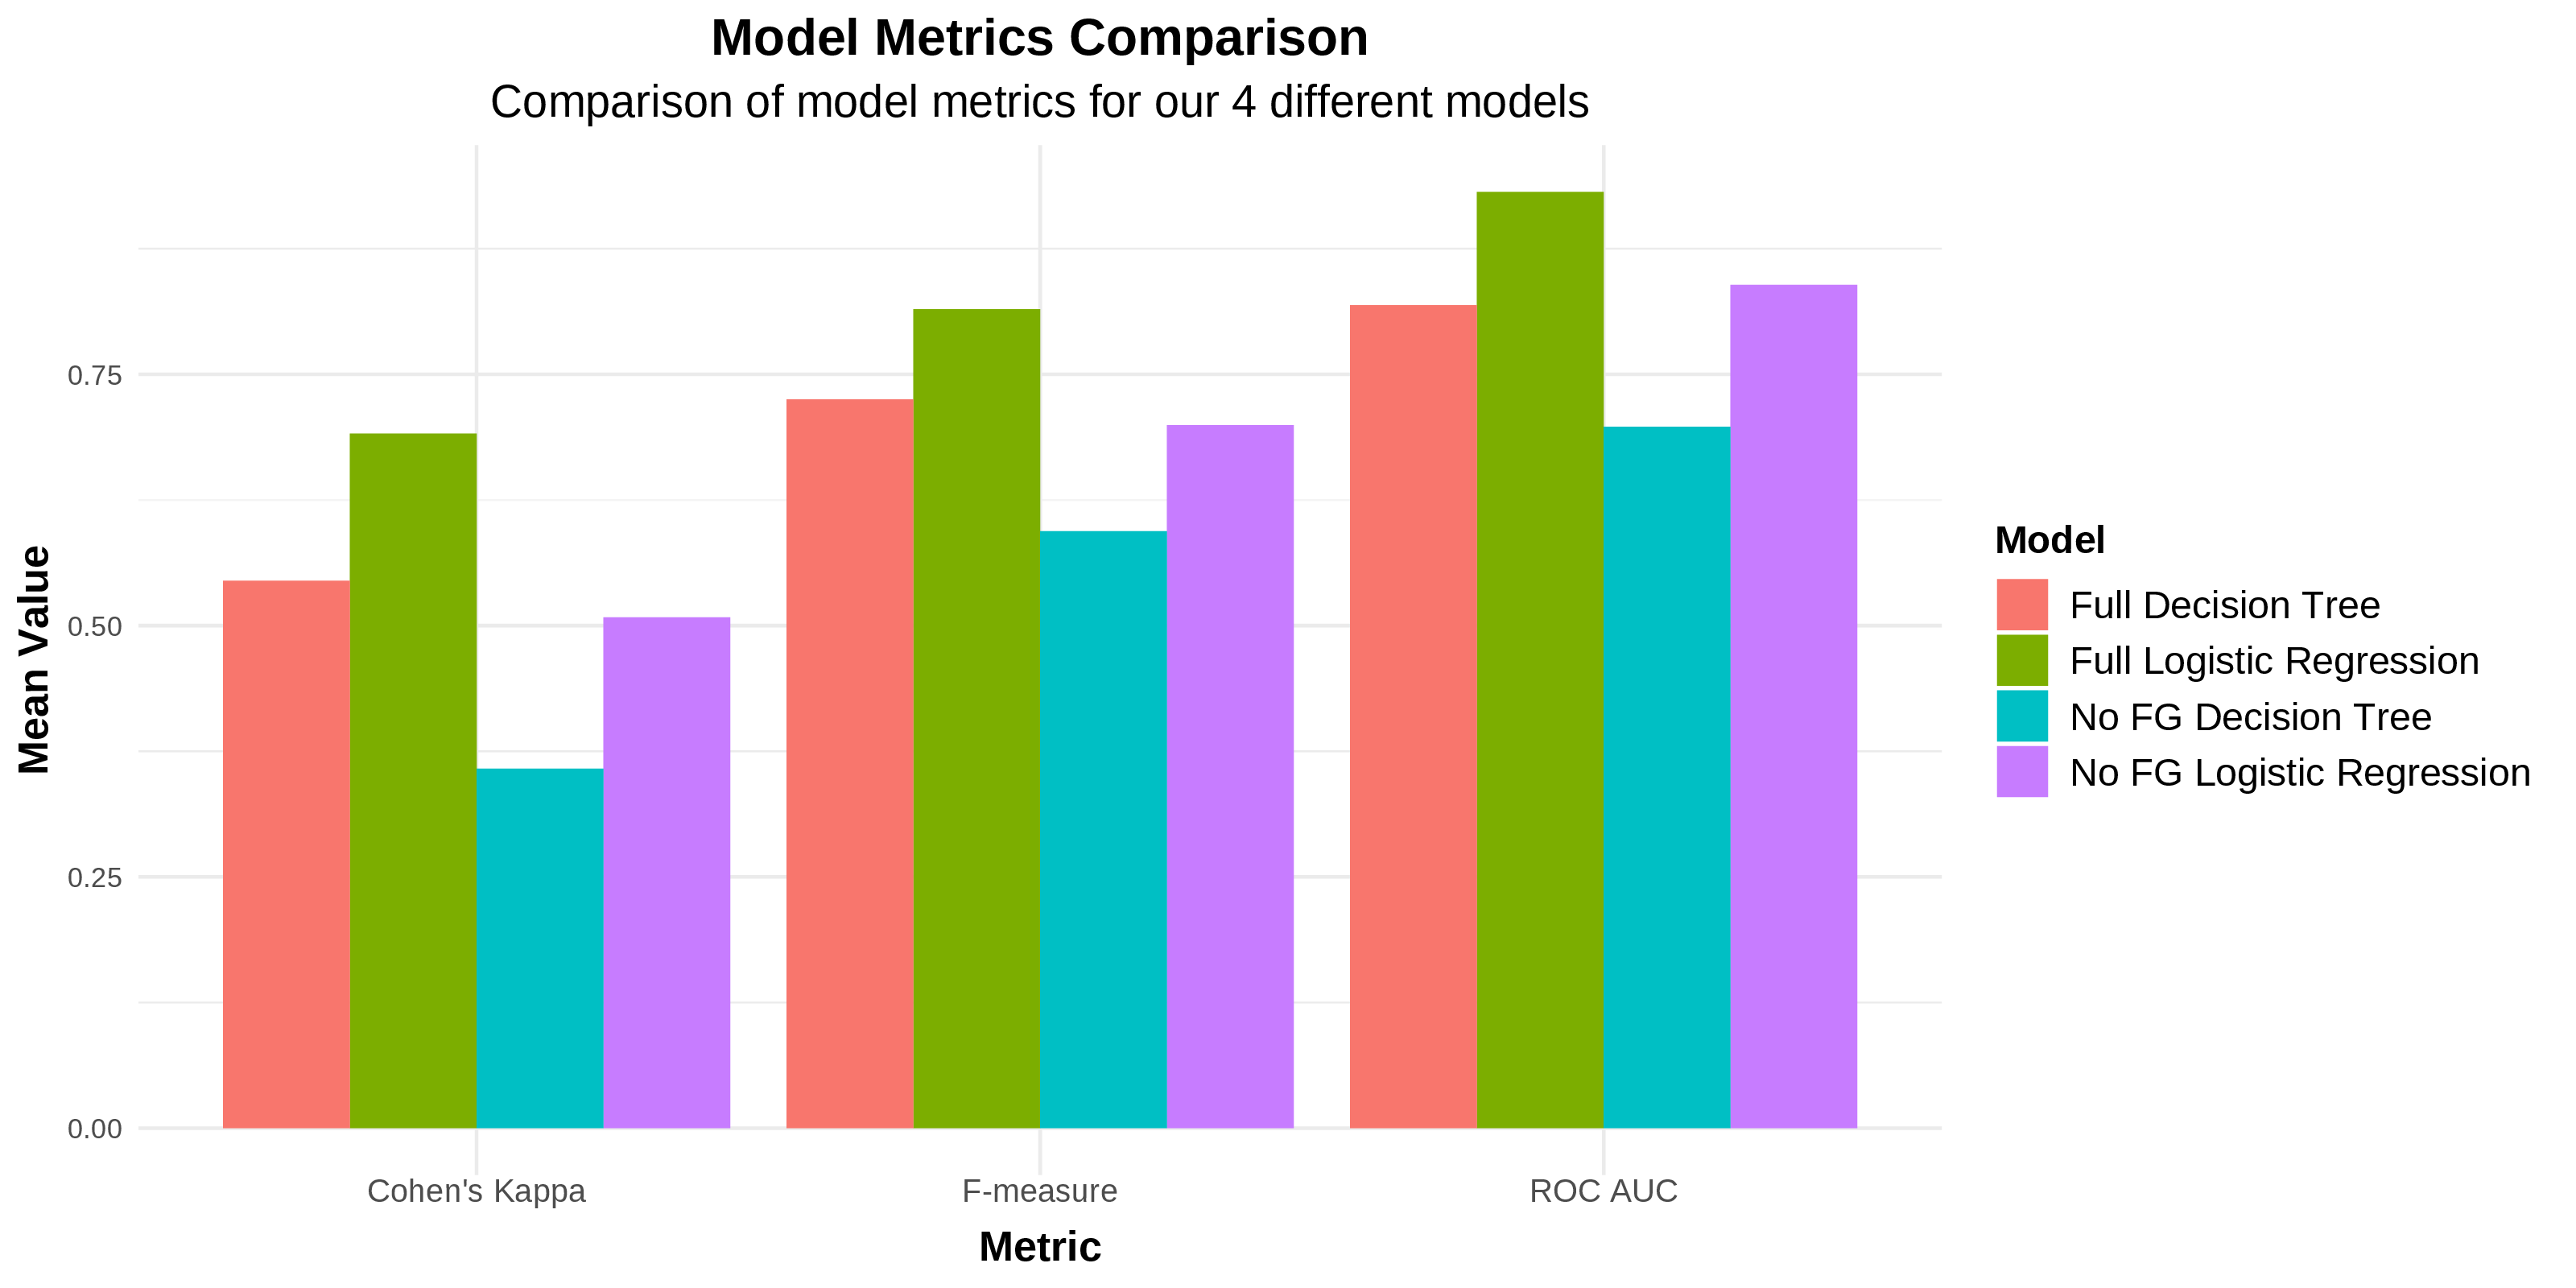 Model Metrics Comparison
Comparison of model metrics for our 4 different models
Mean Value
0.75
0.50
0.25
0.00
Cohen's Kappa
F-measure
ROC AUC
Metric
Model
Full Decision Tree
Full Logistic Regression
No FG Decision Tree
No FG Logistic Regression